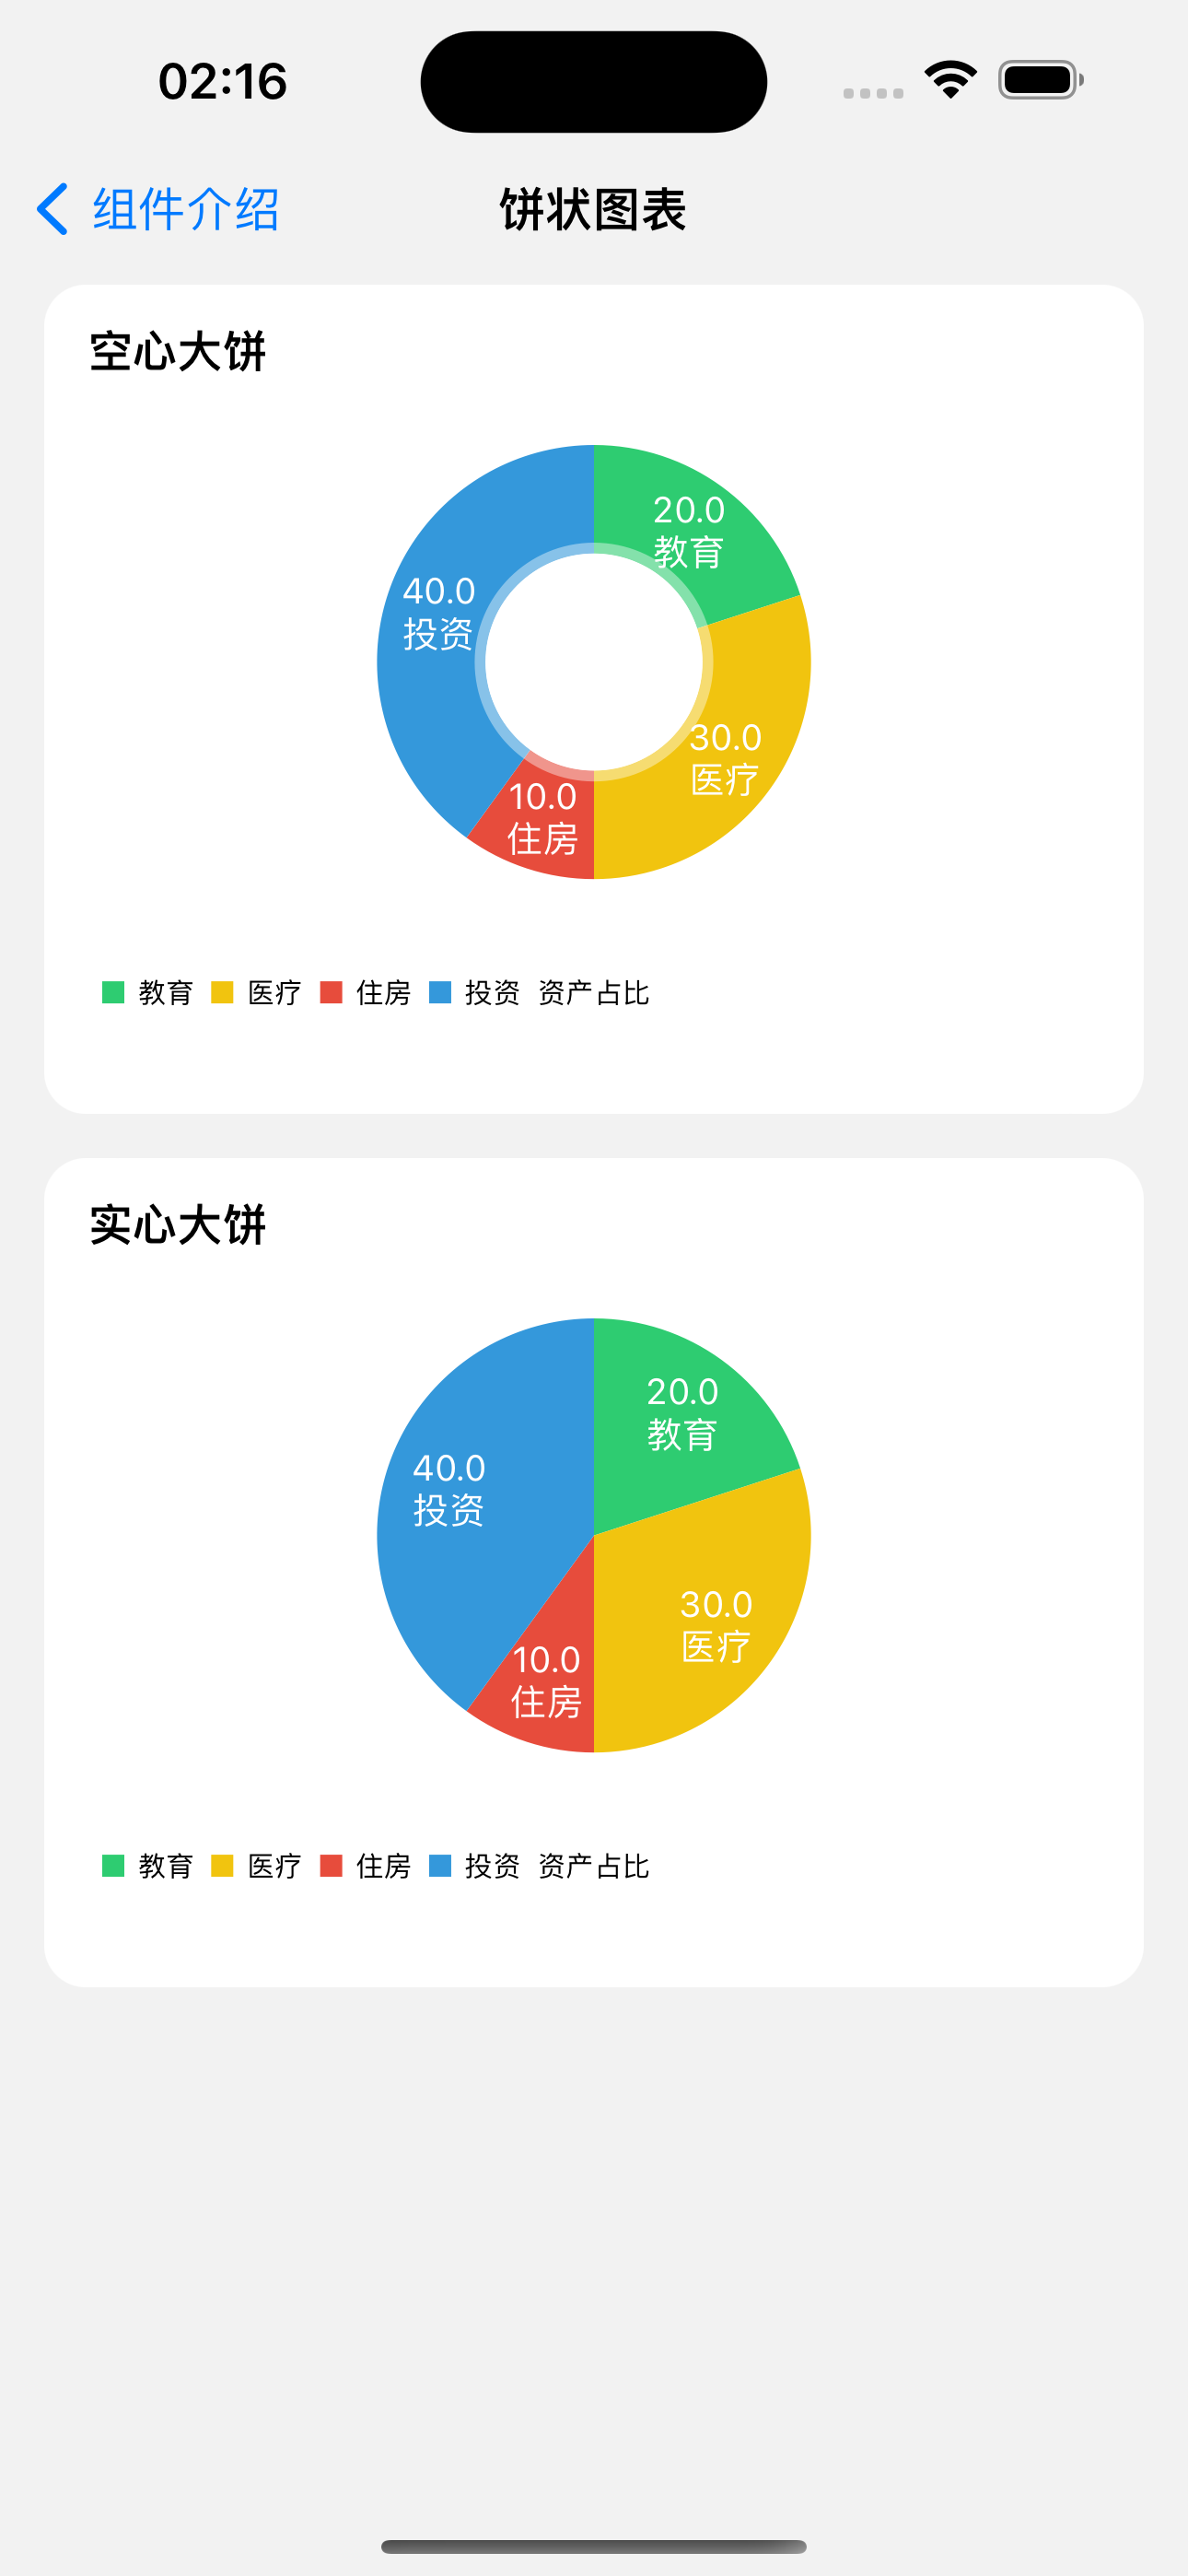 02:16
组件介绍
饼状图表
空心大饼
20.0
教育
40.0
投资
30.0
医疗
10.0
住房
教育 医疗 住房 投资 资产占比
实心大饼
20.0
教育
40.0
投资
30.0
医疗
10.0
住房
教育 医疗 住房 投资 资产占比